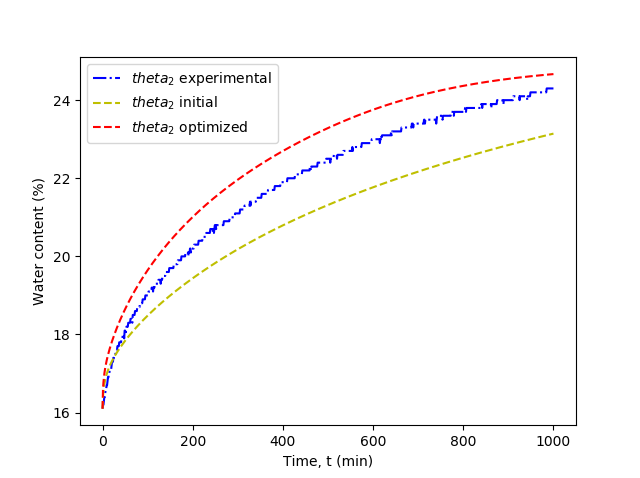 theta₂ experimental
theta₂ initial
theta₂ optimized
24
22
20
18
16
Water content (%)
0 200 400 600 800 1000
Time, t (min)